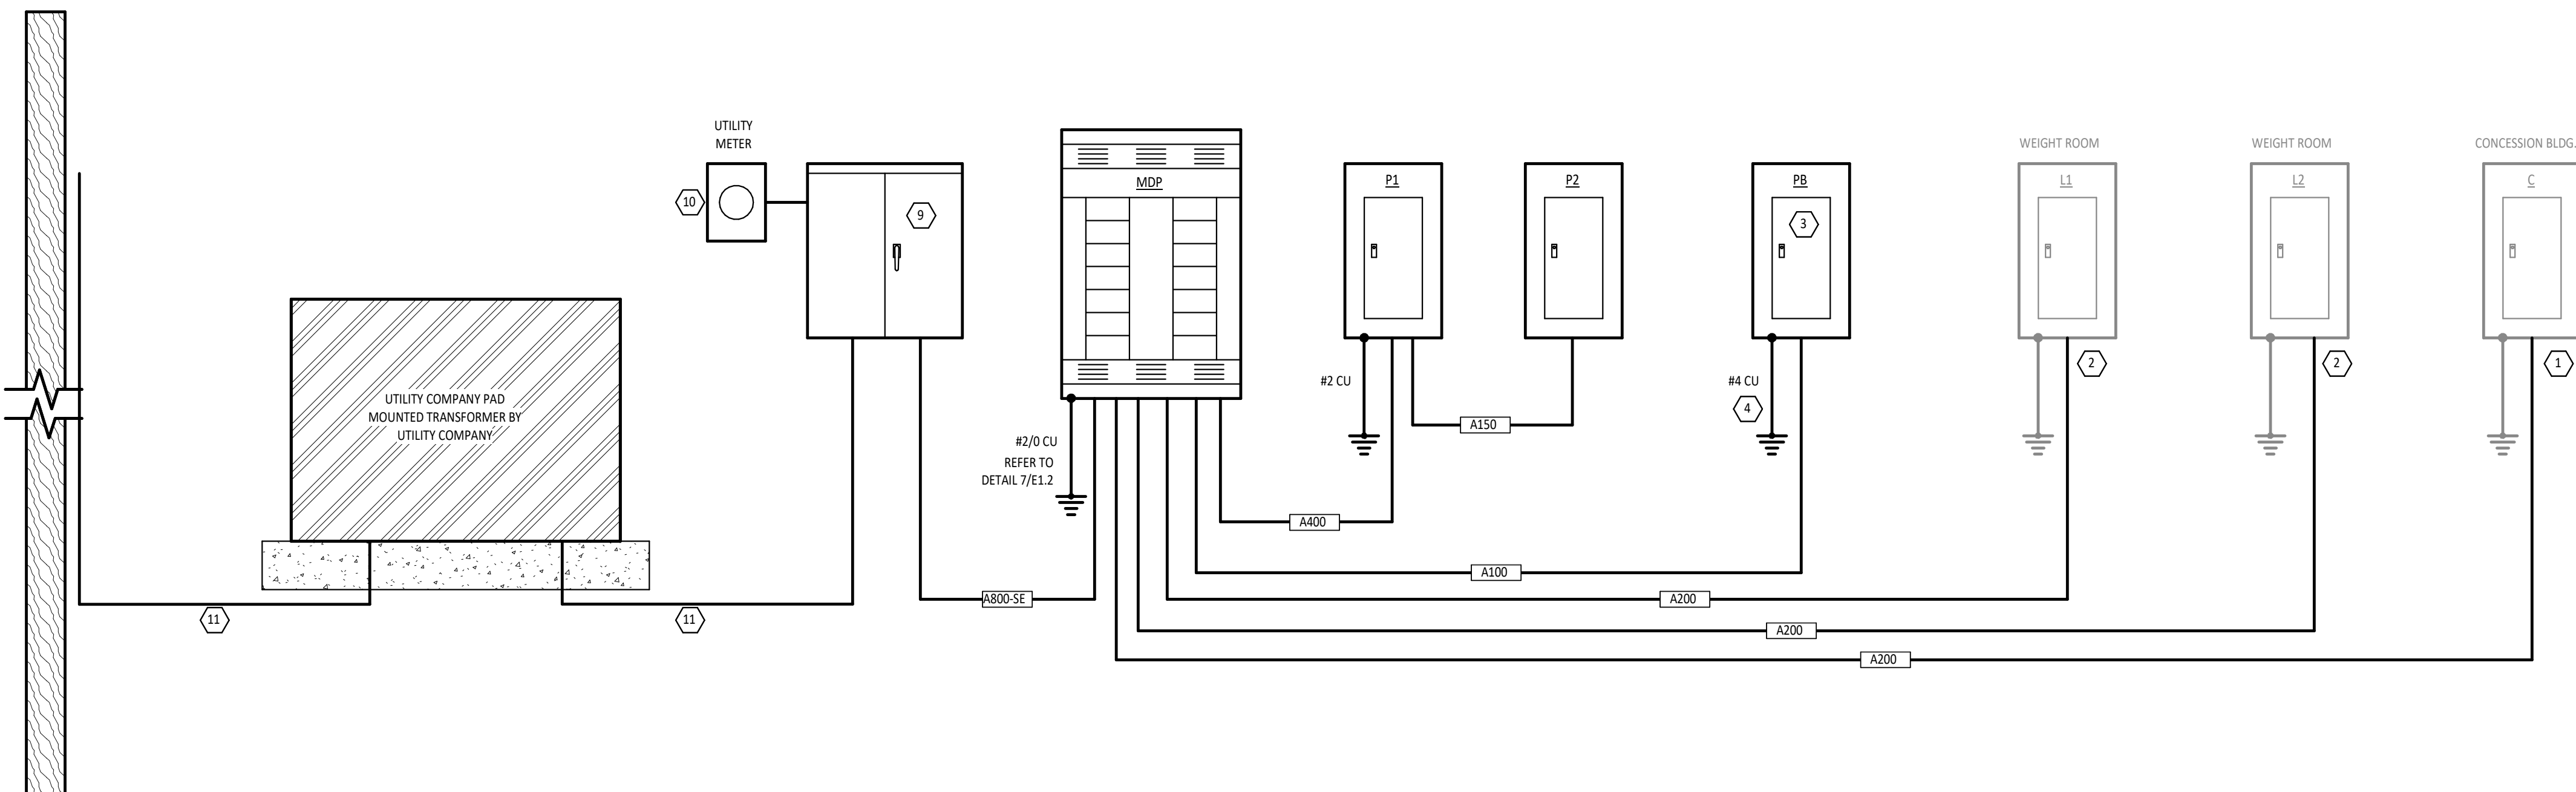 UTILITY
METER
10
9
MDP
P1
P2
PB
3
WEIGHT ROOM
L1
WEIGHT ROOM
L2
CONCESSION BLDG.
C
2
2
1
UTILITY COMPANY PAD
MOUNTED TRANSFORMER BY
UTILITY COMPANY
#2/0 CU
REFER TO
DETAIL 7/E1.2
#2 CU
#4 CU
4
A150
A400
A100
A800-SE
A200
A200
A200
11
11